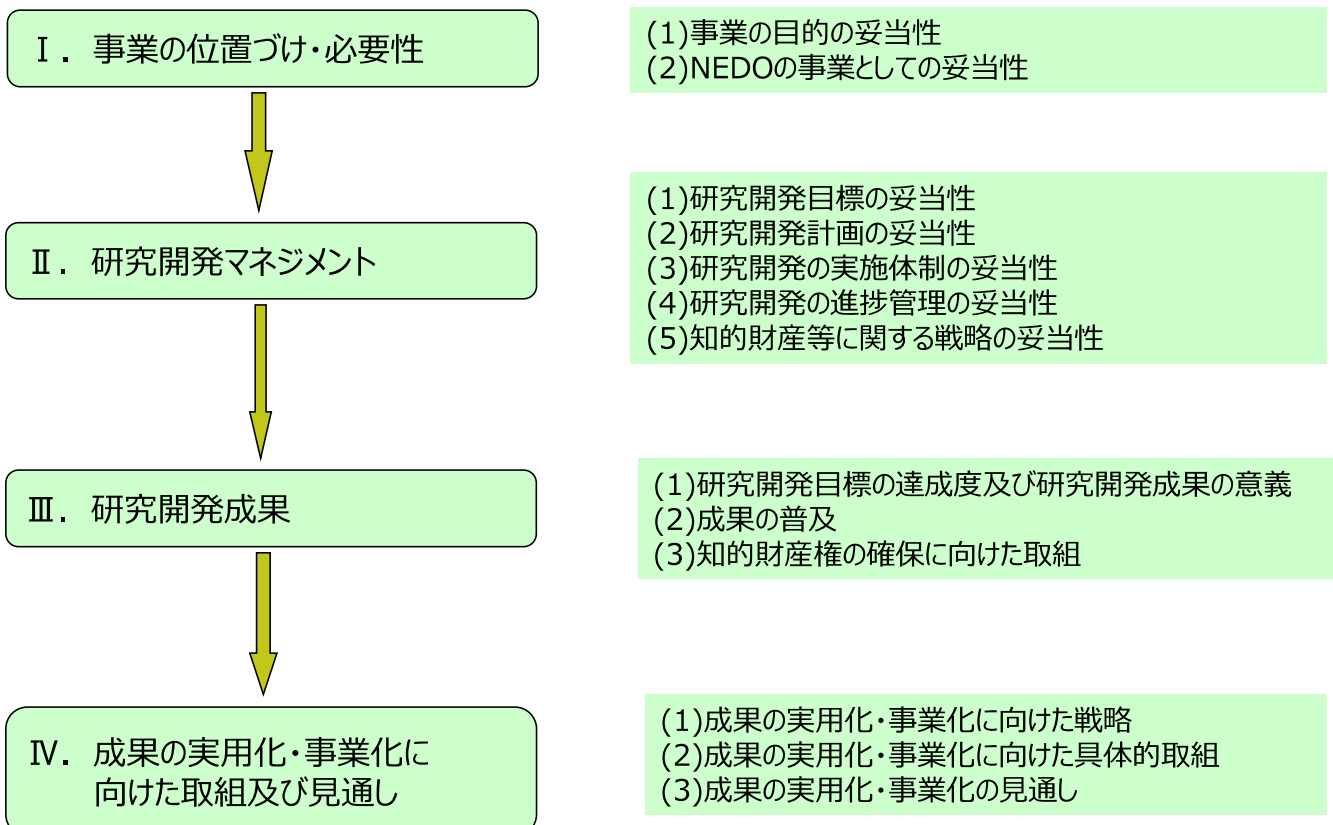 Ⅰ. 事業の位置づけ・必要性
(1)事業の目的の妥当性
(2)NEDOの事業としての妥当性
Ⅱ. 研究開発マネジメント
(1)研究開発目標の妥当性
(2)研究開発計画の妥当性
(3)研究開発の実施体制の妥当性
(4)研究開発の進捗管理の妥当性
(5)知的財産等に関する戦略の妥当性
Ⅲ. 研究開発成果
(1)研究開発目標の達成度及び研究開発成果の意義
(2)成果の普及
(3)知的財産権の確保に向けた取組
Ⅳ. 成果の実用化・事業化に
向けた取組及び見通し
(1)成果の実用化・事業化に向けた戦略
(2)成果の実用化・事業化に向けた具体的取組
(3)成果の実用化・事業化の見通し